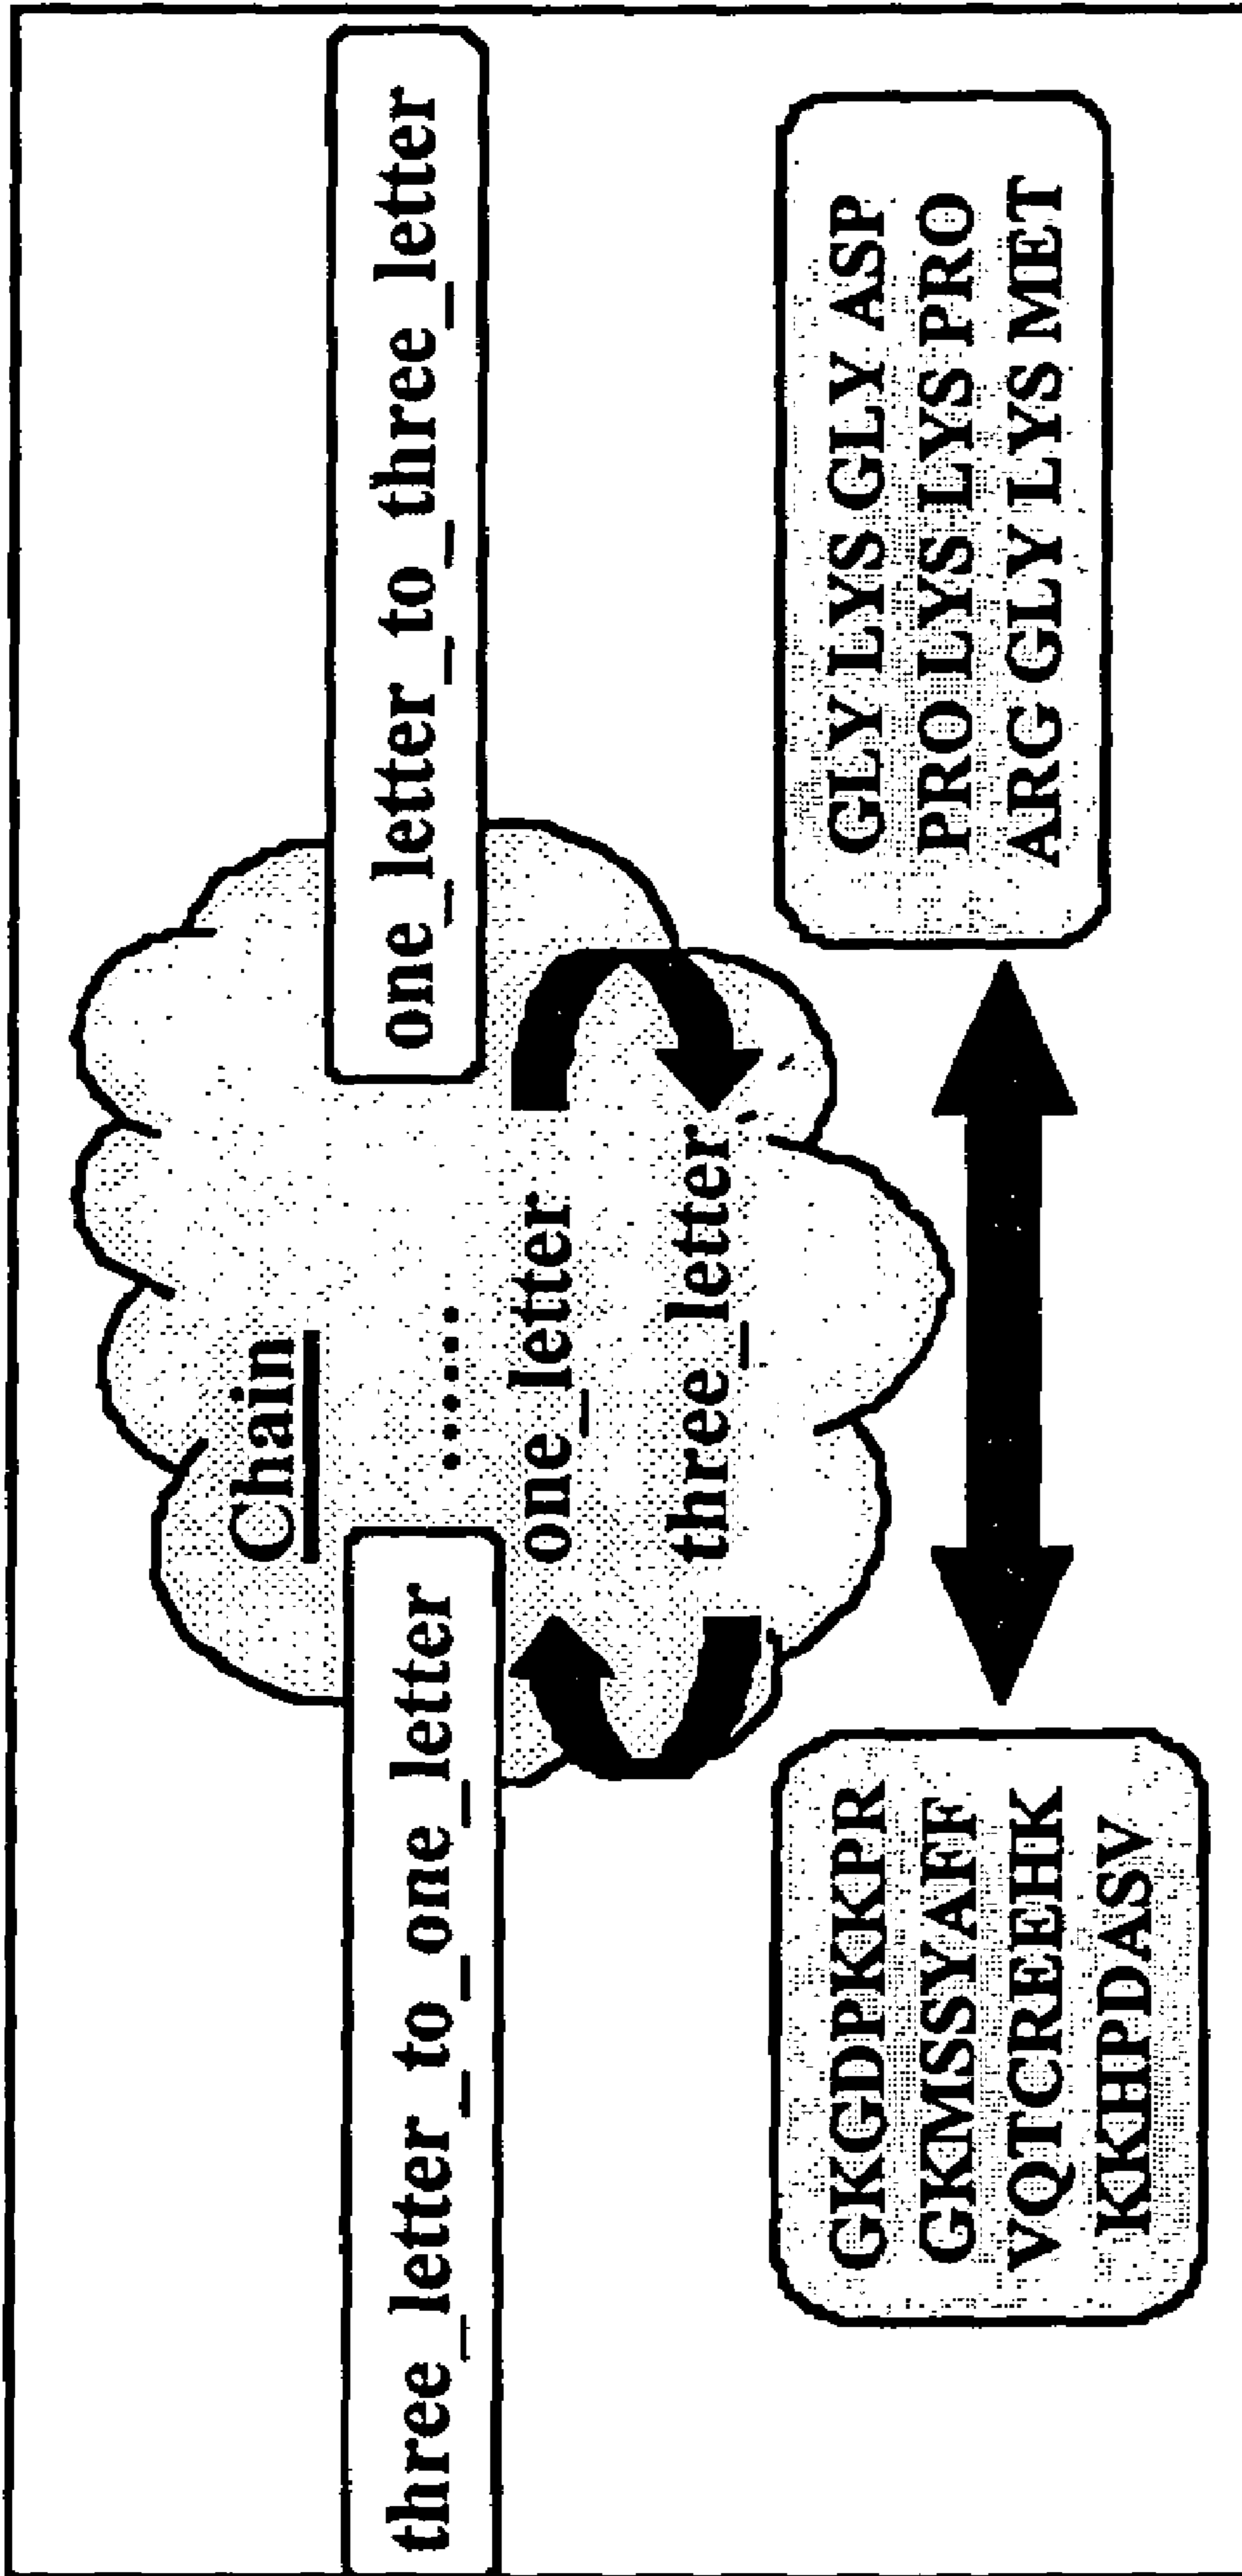 Chain
three_letter_to_one_letter
one_letter_to_three_letter
......
one_letter
three_letter
GKGDPKKPR
GKMSSYAFF
VQTCREEHK
KKHPDASV
GLY LYS GLY ASP
PRO LYS LYS PRO
ARG GLY LYS MET